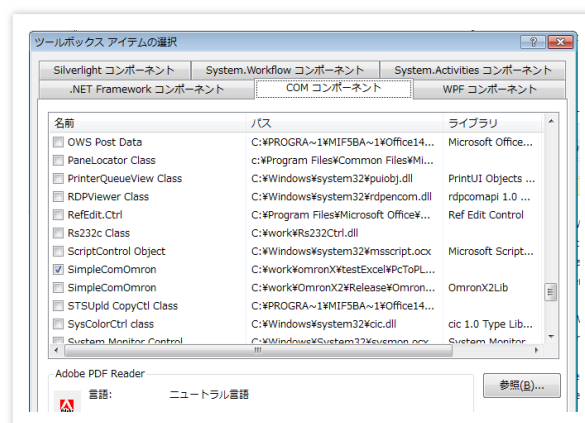 ツールボックス アイテムの選択
Silverlight コンポーネント System.Workflow コンポーネント System.Activities コンポーネント
.NET Framework コンポーネント COM コンポーネント WPF コンポーネント
名前 パス ライブラリ
OWS Post Data C:¥PROGRA~1¥MIF5BA~1¥Office14... Microsoft Office...
PaneLocator Class c:¥Program Files¥Common Files¥Mi...
PrinterQueueView Class C:¥Windows¥system32¥puiobj.dll PrintUI Objects ...
RDPViewer Class C:¥Windows¥system32¥rdpencom.dll rdpcomapi 1.0 ...
RefEdit.Ctrl C:¥Program Files¥Microsoft Office¥... Ref Edit Control
Rs232c Class C:¥work¥Rs232Ctrl.dll
ScriptControl Object C:¥Windows¥system32¥msscript.ocx Microsoft Script...
SimpleComOmron C:¥work¥omronX¥testExcel¥PcToPL...
SimpleComOmron C:¥work¥OmronX2¥Release¥Omron... OmronX2Lib
STSUpld CopyCtl Class C:¥PROGRA~1¥MIF5BA~1¥Office14...
SysColorCtrl class C:¥Windows¥system32¥cic.dll cic 1.0 Type Lib...
System Monitor Control C:¥Windows¥System32¥sysmon.ocx System Monitor
Adobe PDF Reader
言語: ニュートラル言語
参照(B)...